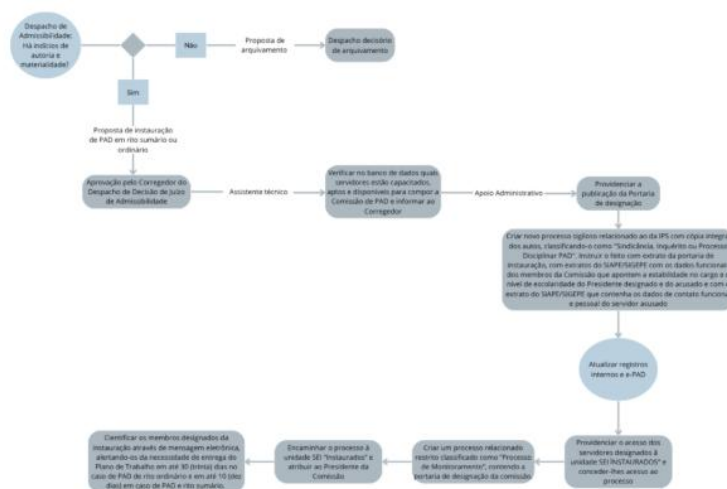 Despacho de
Admissibilidade:
Há indícios de
autoria e
materialidade?
Não
Proposta de
arquivamento
Despacho decisório
de arquivamento
Sim
Proposta de instauração
de PAD em rito sumário ou
ordinário
Aprovação pelo Corregedor do
Despacho de Decisão de Juízo
de Admissibilidade
Assistente técnico
Verificar no banco de dados quais
servidores estão capacitados,
aptos e disponíveis para compor a
Comissão de PAD e informar ao
Corregedor
Apoio Administrativo
Providenciar a
publicação da Portaria
de designação
Criar novo processo sigiloso relacionado ao da IPS com cópia integral
dos autos, classificando-o como "Sindicância, Inquérito ou Processo
Disciplinar PAD". Instruir o feito com extrato da portaria de
instauração, com extratos do SIAPE/SIGEPE com os dados funcionais
dos membros da Comissão que apontem a estabilidade no cargo e o
nível de escolaridade do Presidente designado e do acusado e com o
extrato do SIAPE/SIGEPE que contenha os dados de contato funcional
e pessoal do servidor acusado
Atualizar registros
internos e e-PAD
Providenciar o acesso dos
servidores designados à
unidade SEI INSTAURADOS" e
conceder-lhes acesso ao
processo
Criar um processo relacionado
restrito classificado como "Processo
de Monitoramento", contendo a
portaria de designação da comissão
Encaminhar o processo à
unidade SEI "Instaurados" e
atribuir ao Presidente da
Comissão
Cientificar os membros designados da
instauração através de mensagem eletrônica,
alertando-os da necessidade de entrega do
Plano de Trabalho em até 30 (trinta) dias no
caso de PAD de rito ordinário e em até 10 (dez
dias) em caso de PAD e rito sumário.